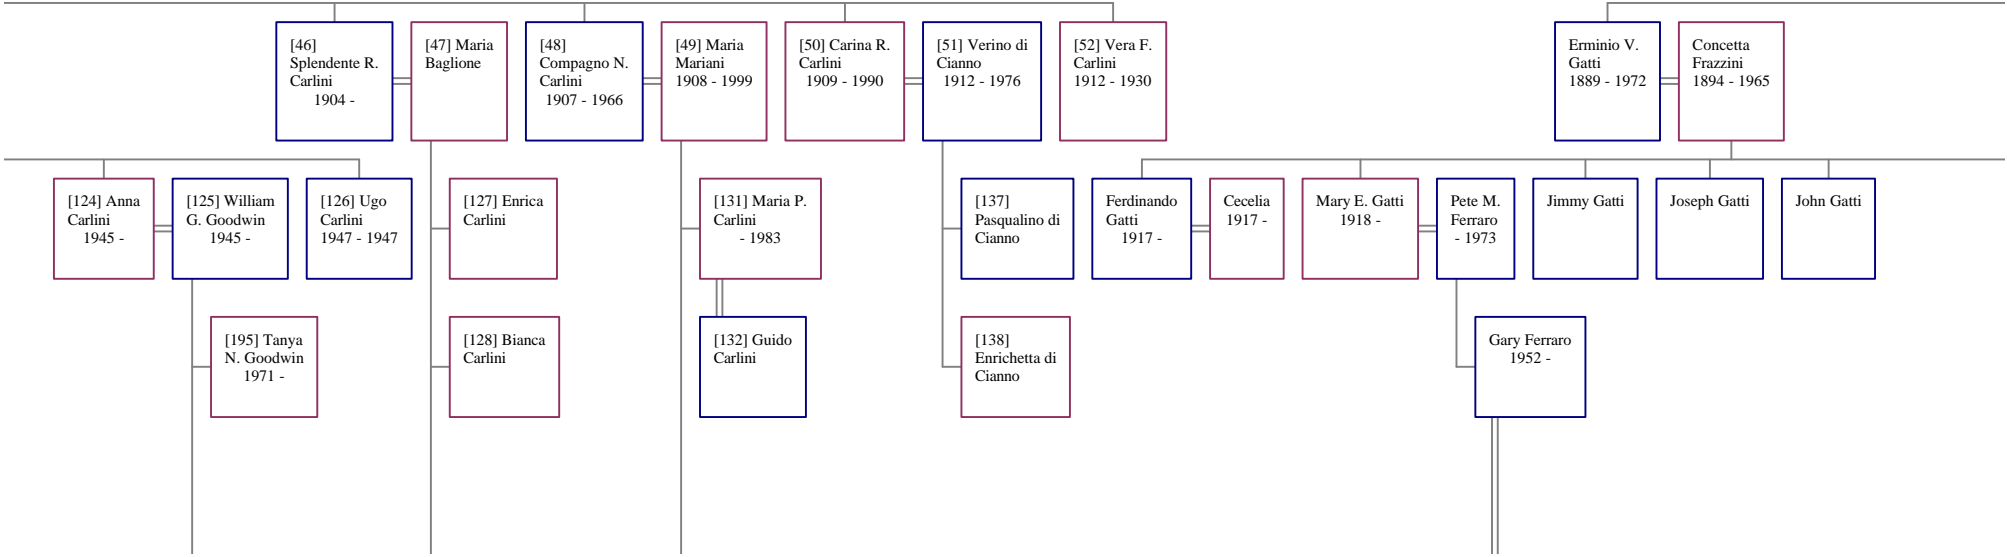 [46]
Splendente R.
Carlini
1904 -
[47] Maria
Baglione
[48]
Compagno N.
Carlini
1907 - 1966
[49] Maria
Mariani
1908 - 1999
[50] Carina R.
Carlini
1909 - 1990
[51] Verino di
Cianno
1912 - 1976
[52] Vera F.
Carlini
1912 - 1930
Erminio V.
Gatti
1889 - 1972
Concetta
Frazzini
1894 - 1965
[124] Anna
Carlini
1945 -
[125] William
G. Goodwin
1945 -
[126] Ugo
Carlini
1947 - 1947
[127] Enrica
Carlini
[131] Maria P.
Carlini
- 1983
[137]
Pasqualino di
Cianno
Ferdinando
Gatti
1917 -
Cecelia
1917 -
Mary E. Gatti
1918 -
Pete M.
Ferraro
- 1973
Jimmy Gatti
Joseph Gatti
John Gatti
[195] Tanya
N. Goodwin
1971 -
[128] Bianca
Carlini
[132] Guido
Carlini
[138]
Enrichetta di
Cianno
Gary Ferraro
1952 -